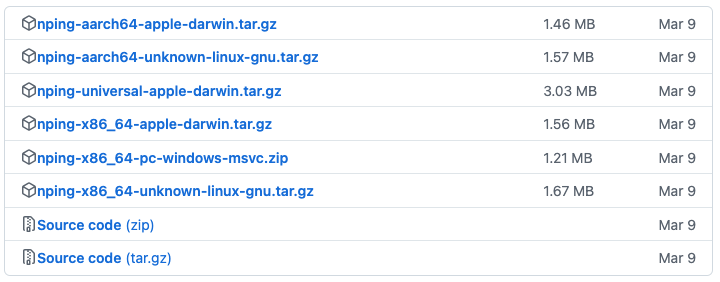 nping-aarch64-apple-darwin.tar.gz 1.46 MB Mar 9
nping-aarch64-unknown-linux-gnu.tar.gz 1.57 MB Mar 9
nping-universal-apple-darwin.tar.gz 3.03 MB Mar 9
nping-x86_64-apple-darwin.tar.gz 1.56 MB Mar 9
nping-x86_64-pc-windows-msvc.zip 1.21 MB Mar 9
nping-x86_64-unknown-linux-gnu.tar.gz 1.67 MB Mar 9
Source code (zip) Mar 9
Source code (tar.gz) Mar 9